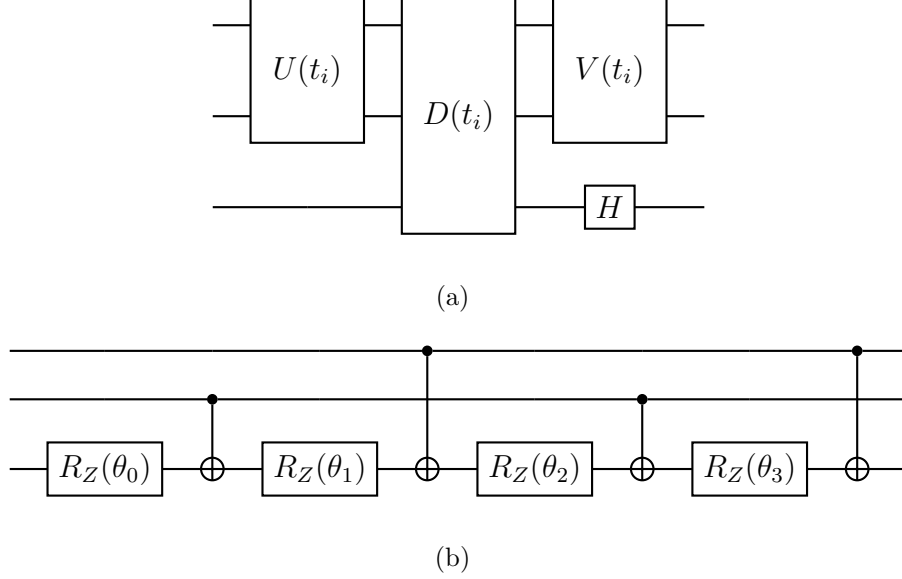 U(t_i) V(t_i)
D(t_i)
H
(a)
R_Z(θ_0) R_Z(θ_1) R_Z(θ_2) R_Z(θ_3)
(b)